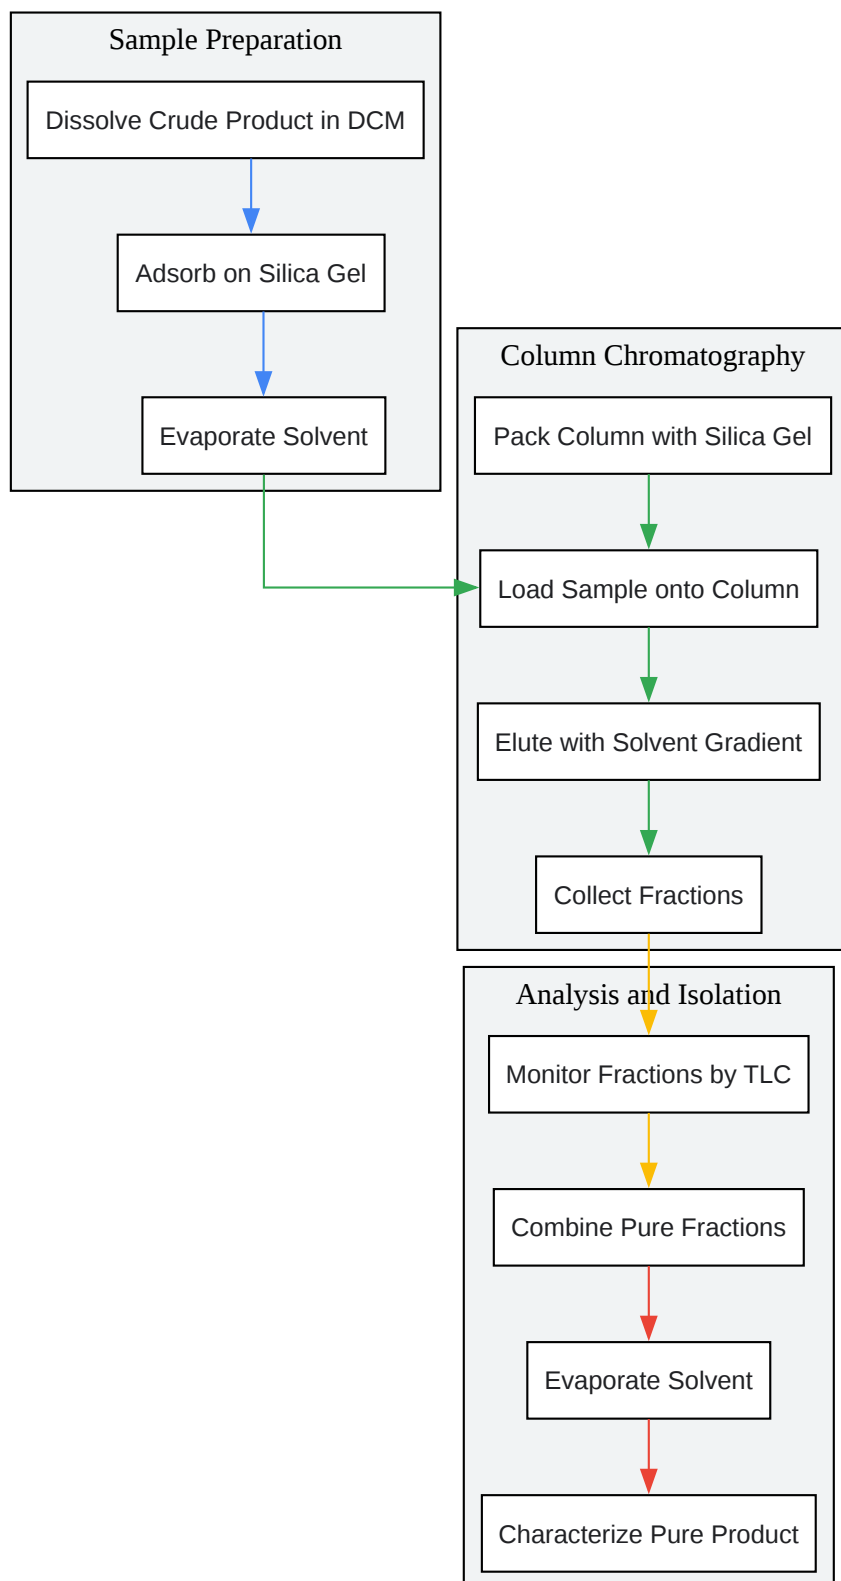 Sample Preparation
Dissolve Crude Product in DCM
Adsorb on Silica Gel
Evaporate Solvent
Column Chromatography
Pack Column with Silica Gel
Load Sample onto Column
Elute with Solvent Gradient
Collect Fractions
Analysis and Isolation
Monitor Fractions by TLC
Combine Pure Fractions
Evaporate Solvent
Characterize Pure Product